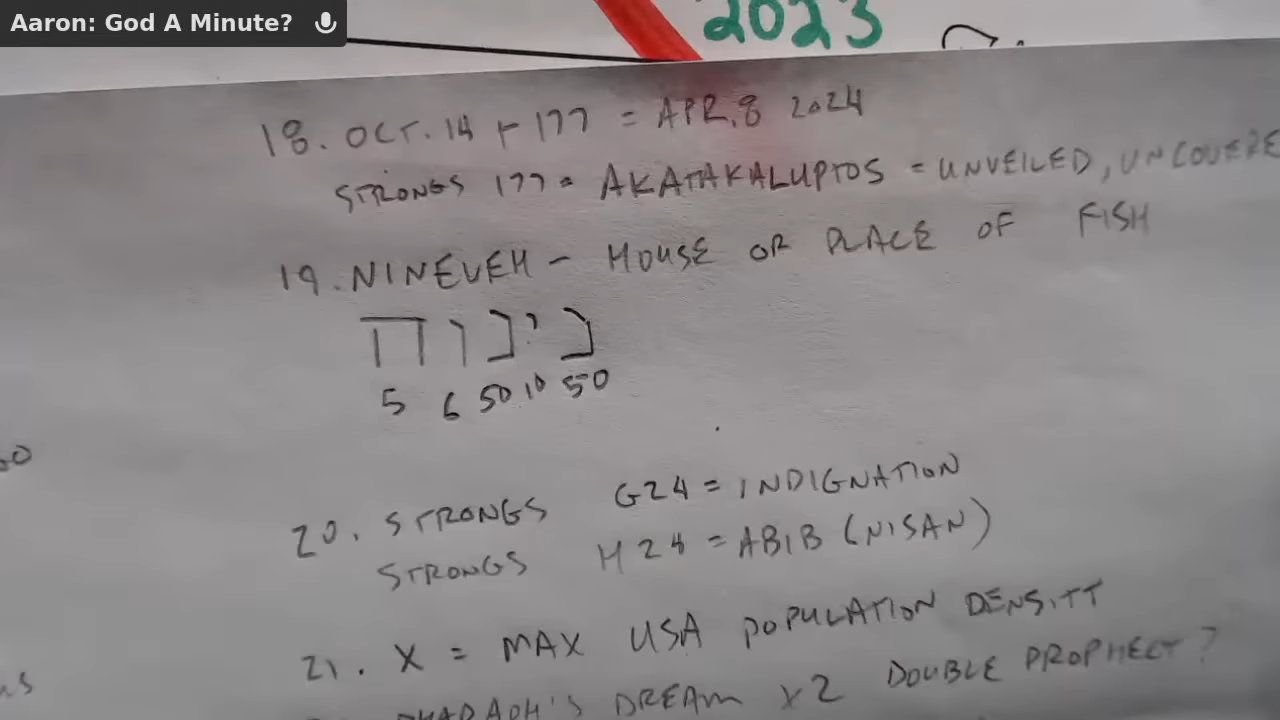 Aaron: God A Minute?
2023
18. OCT. 14 + 177 = APR. 8 2024
STRONGS 177 = AKATAKALUPTOS = UNVEILED, UNCOVERE
19. NINEVEH - HOUSE OR PLACE OF FISH
נינוה
5 6 50 10 50
20. STRONGS G24 = INDIGNATION
STRONGS H24 = ABIB (NISAN)
21. X = MAX USA POPULATION DENSITY
PHARAOH'S DREAM x2 DOUBLE PROPHECY?